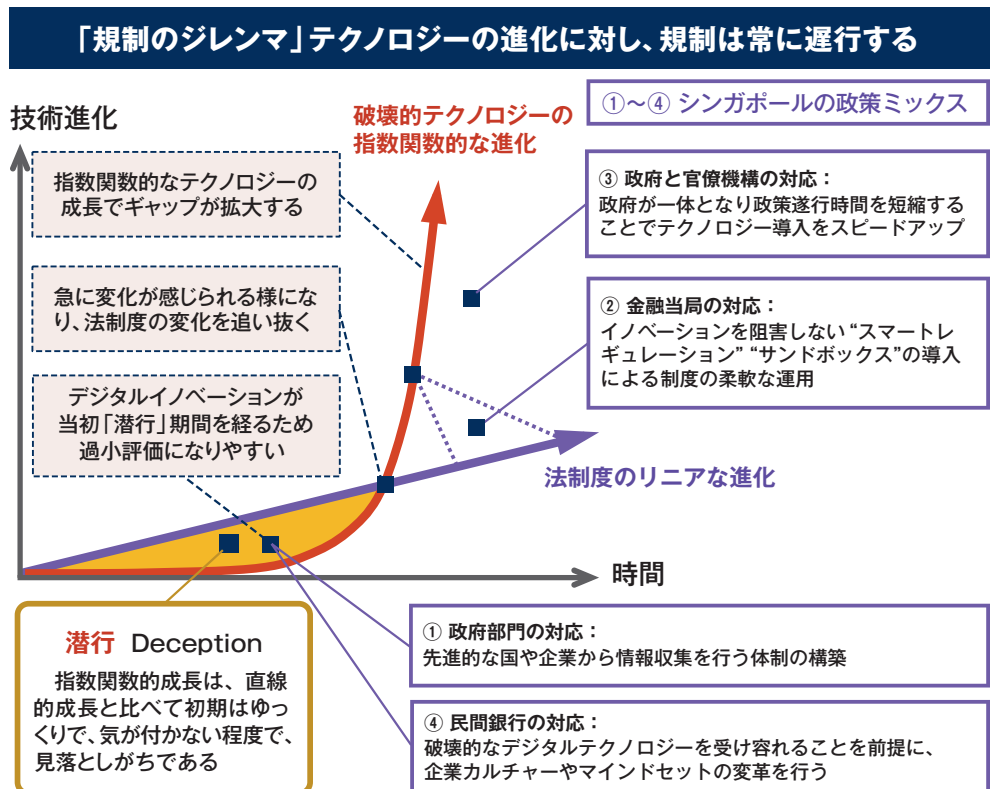 「規制のジレンマ」テクノロジーの進化に対し、規制は常に遅行する
技術進化
破壊的テクノロジーの
指数関数的な進化
①〜④ シンガポールの政策ミックス
指数関数的なテクノロジーの
成長でギャップが拡大する
急に変化が感じられる様にな
り、法制度の変化を追い抜く
デジタルイノベーションが
当初「潜行」期間を経るため
過小評価になりやすい
③ 政府と官僚機構の対応：
政府が一体となり政策遂行時間を短縮する
ことでテクノロジー導入をスピードアップ
② 金融当局の対応：
イノベーションを阻害しない“スマートレ
ギュレーション”“サンドボックス”の導入
による制度の柔軟な運用
法制度のリニアな進化
時間
潜行 Deception
指数関数的成長は、直線
的成長と比べて初期はゆっ
くりで、気が付かない程度で、
見落としがちである
① 政府部門の対応：
先進的な国や企業から情報収集を行う体制の構築
④ 民間銀行の対応：
破壊的なデジタルテクノロジーを受け容れることを前提に、
企業カルチャーやマインドセットの変革を行う